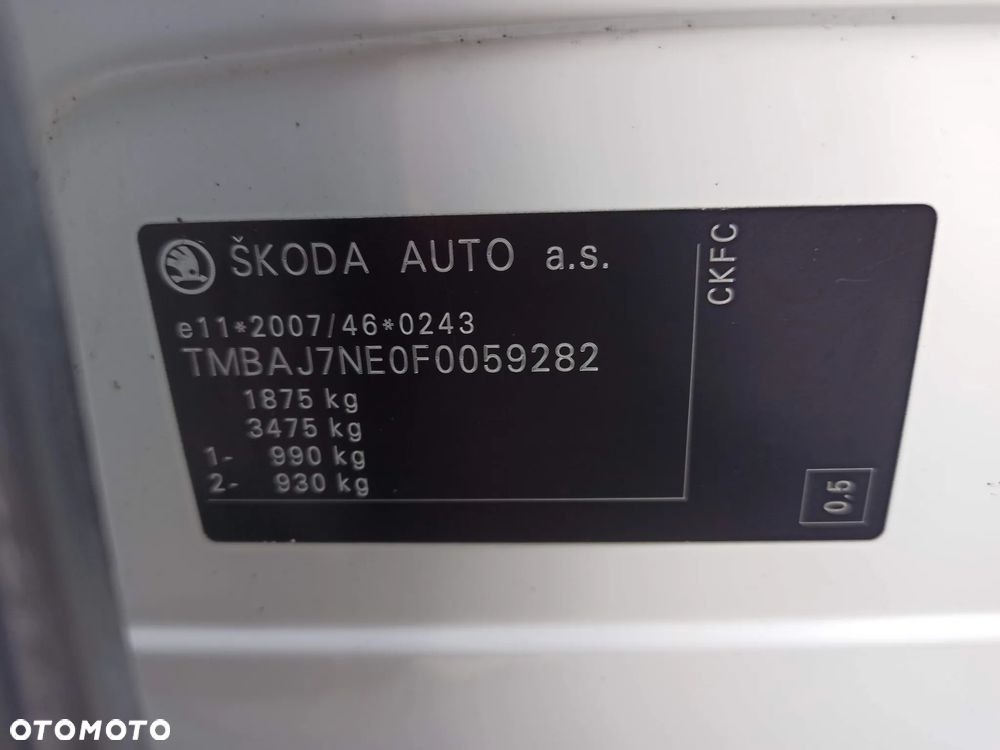 ŠKODA AUTO a.s.
CKFC
e11*2007/46*0243
TMBAJ7NE0F0059282
1875 kg
3475 kg
1- 990 kg
2- 930 kg
0.5
OTOMOTO